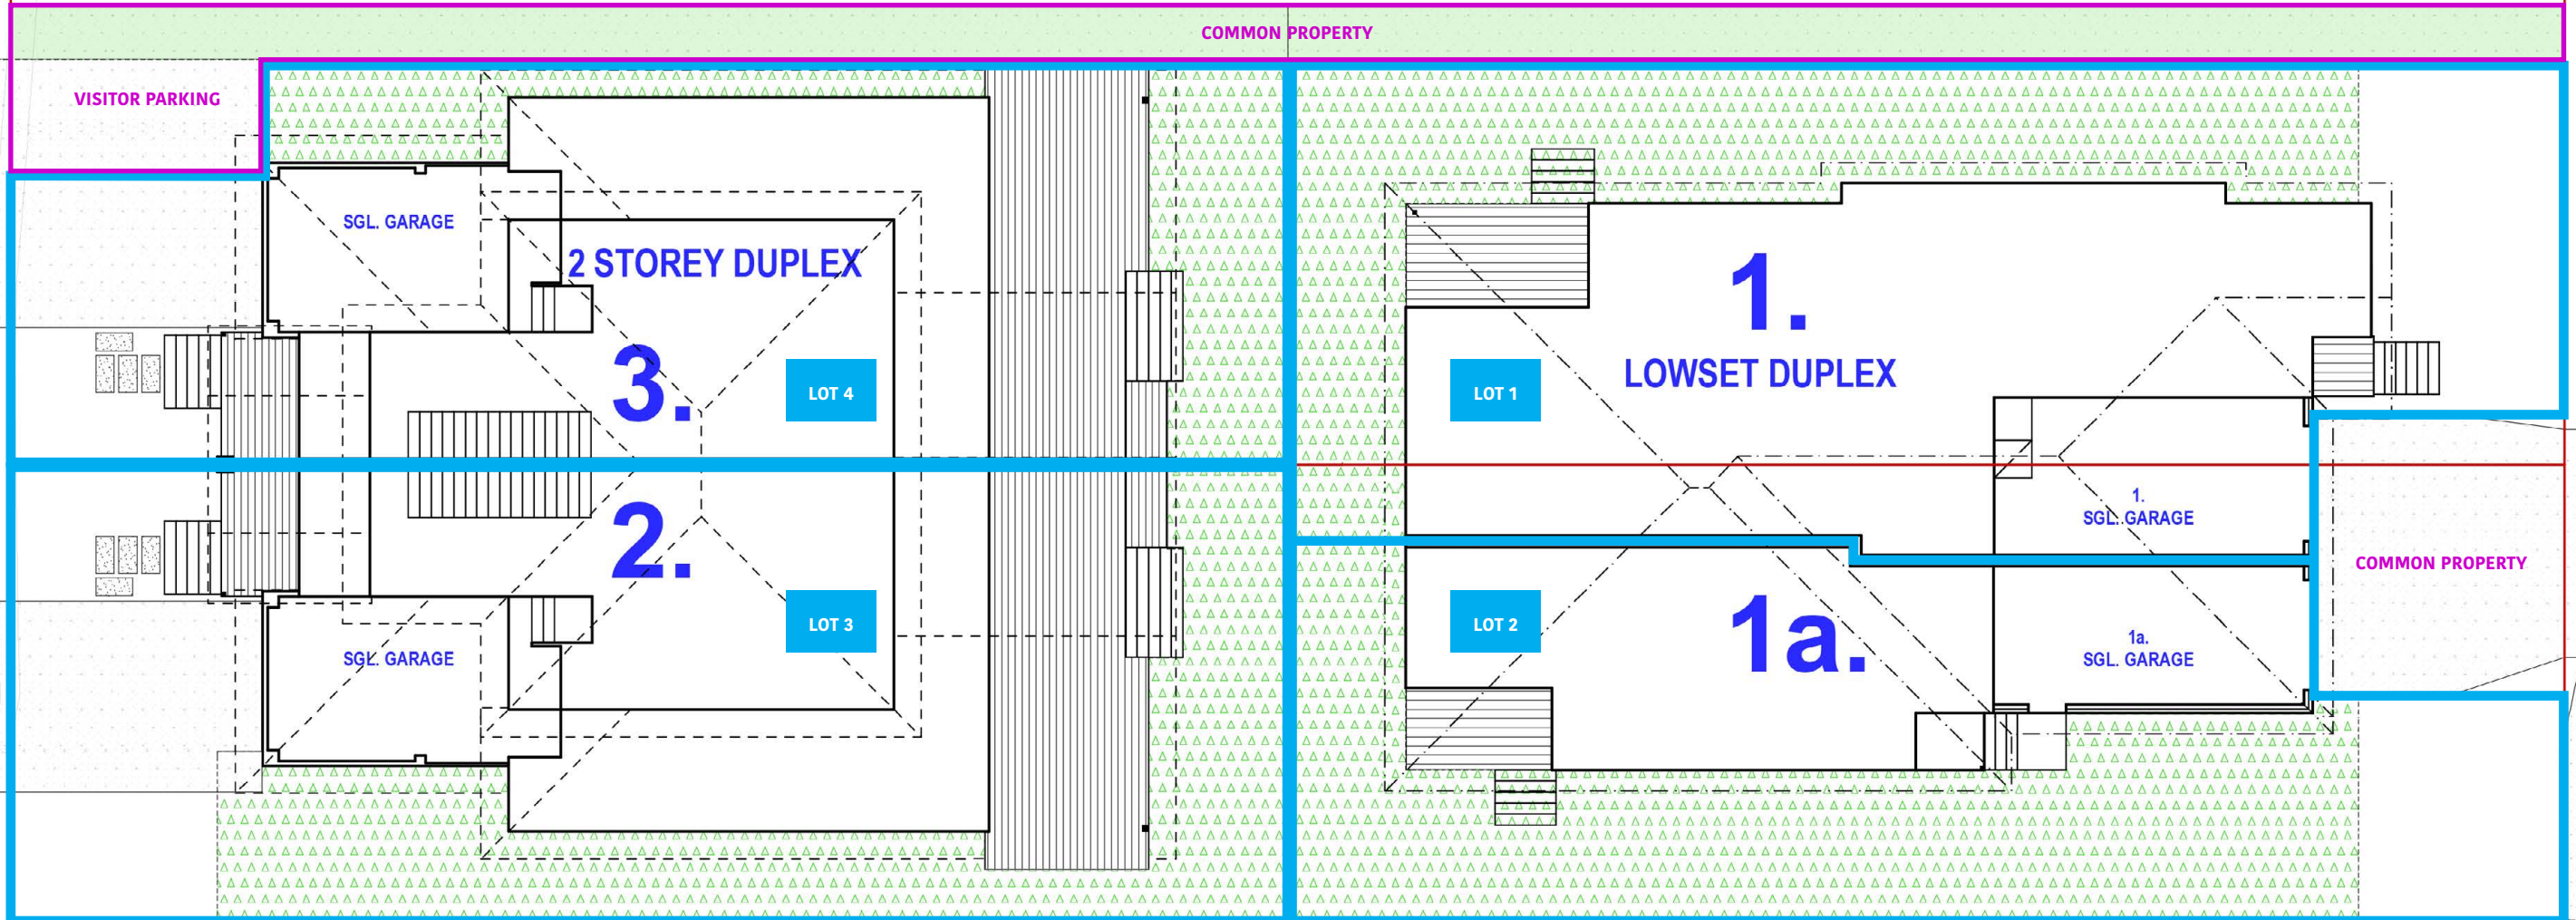 COMMON PROPERTY
VISITOR PARKING
SGL. GARAGE
2 STOREY DUPLEX
3.
LOT 4
2.
LOT 3
SGL. GARAGE
1.
LOWSET DUPLEX
LOT 1
1.
SGL. GARAGE
COMMON PROPERTY
LOT 2
1a.
1a.
SGL. GARAGE